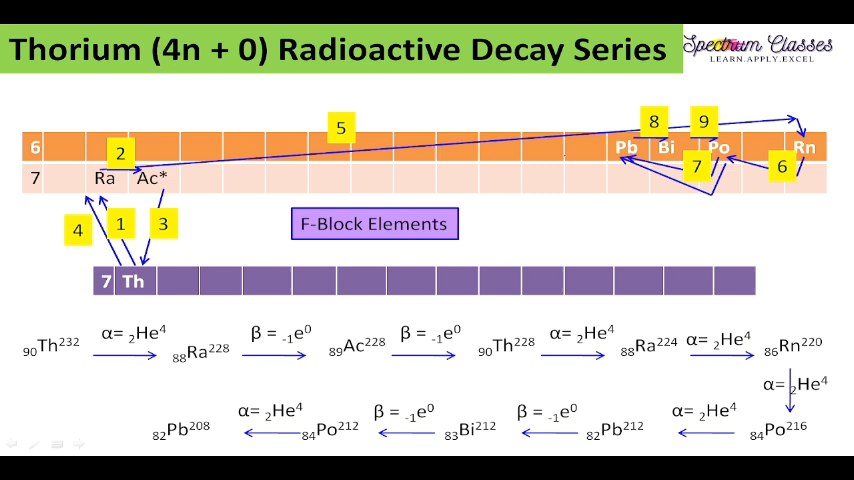 Thorium (4n + 0) Radioactive Decay Series
Spectrum Classes
LEARN.APPLY.EXCEL
5
8
9
2
6
Pb
Bi
Po
Rn
7
Ra
Ac*
7
6
4
1
3
F-Block Elements
7
Th
α= ₂He⁴
β = ₋₁e⁰
β = ₋₁e⁰
α= ₂He⁴
α= ₂He⁴
₉₀Th²³²
₈₈Ra²²⁸
₈₉Ac²²⁸
₉₀Th²²⁸
₈₈Ra²²⁴
₈₆Rn²²⁰
α= ₂He⁴
α= ₂He⁴
β = ₋₁e⁰
β = ₋₁e⁰
α= ₂He⁴
₈₂Pb²⁰⁸
₈₄Po²¹²
₈₃Bi²¹²
₈₂Pb²¹²
₈₄Po²¹⁶